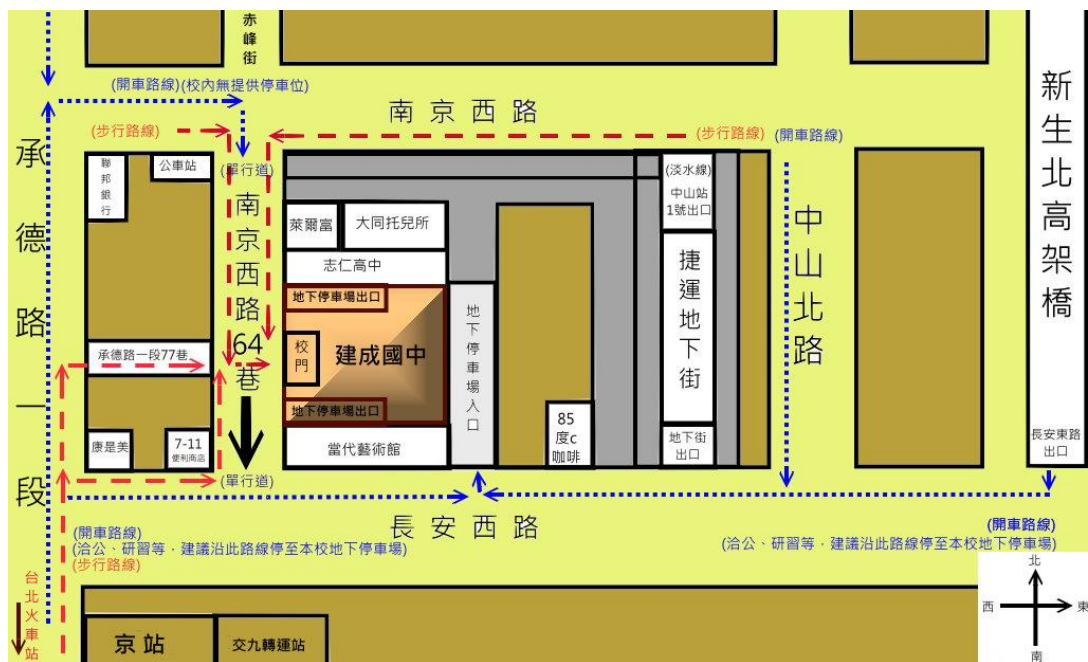 赤峰街
(開車路線)(校內無提供停車位)
南京西路
(步行路線)
(步行路線)
(開車路線)
新生北高架橋
承德路一段
聯邦銀行
公車站
(單行道)
南京西路64巷
(淡水線)
中山站
1號出口
中山北路
萊爾富
大同托兒所
志仁高中
地下停車場出口
校門
建成國中
地下停車場出口
當代藝術館
地下停車場入口
捷運地下街
承德路一段77巷
康是美
7-11
便利商店
85
度c
咖啡
地下街
出口
長安東路
出口
(單行道)
長安西路
(開車路線)
(洽公、研習等，建議沿此路線停至本校地下停車場)
(步行路線)
(開車路線)
(洽公、研習等，建議沿此路線停至本校地下停車場)
台北火車站
京站
交九轉運站
北
西
東
南